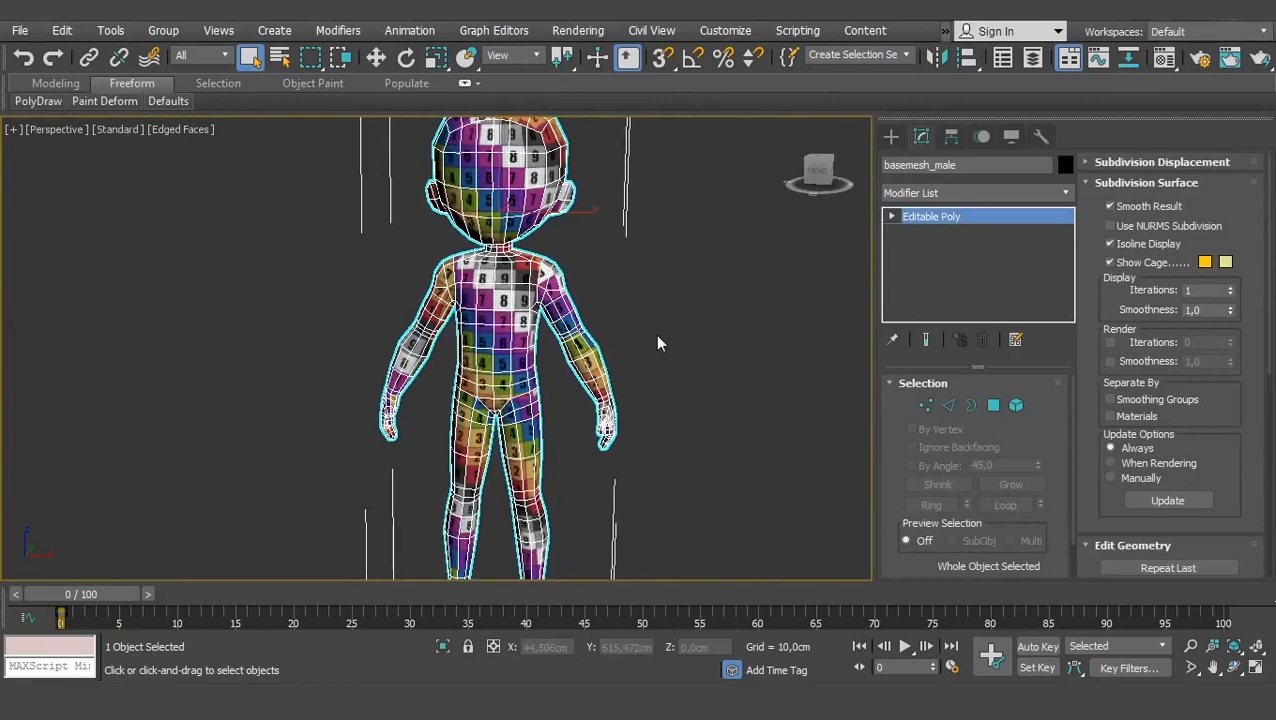 File Edit Tools Group Views Create Modifiers Animation Graph Editors Rendering Civil View Customize Scripting Content » Sign In Workspaces: Default
All View Create Selection Se
Modeling Freeform Selection Object Paint Populate
PolyDraw Paint Deform Defaults
[+] [Perspective] [Standard] [Edged Faces]
FRONT
basemesh_male
Modifier List
Editable Poly
Selection
By Vertex
Ignore Backfacing
By Angle: 45,0
Shrink Grow
Ring Loop
Preview Selection
Off SubObj Multi
Whole Object Selected
Subdivision Displacement
Subdivision Surface
Smooth Result
Use NURMS Subdivision
Isoline Display
Show Cage......
Display
Iterations: 1
Smoothness: 1,0
Render
Iterations: 0
Smoothness: 1,0
Separate By
Smoothing Groups
Materials
Update Options
Always
When Rendering
Manually
Update
Edit Geometry
Repeat Last
< 0 / 100 >
0 5 10 15 20 25 30 35 40 45 50 55 60 65 70 75 80 85 90 95 100
1 Object Selected X: 44,506cm Y: 615,472cm Z: 0,0cm Grid = 10,0cm Auto Key Selected
MAXScript Mi Click or click-and-drag to select objects Add Time Tag 0 Set Key Key Filters...